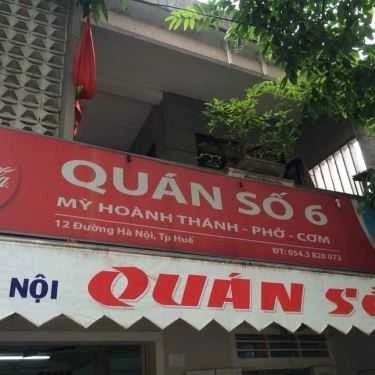 QUÁN SỐ 6
MỲ HOÀNH THÁNH - PHỞ - CƠM
12 Đường Hà Nội, Tp Huế
ĐT: 054.3 828 073
NỘI QUÁN SỐ